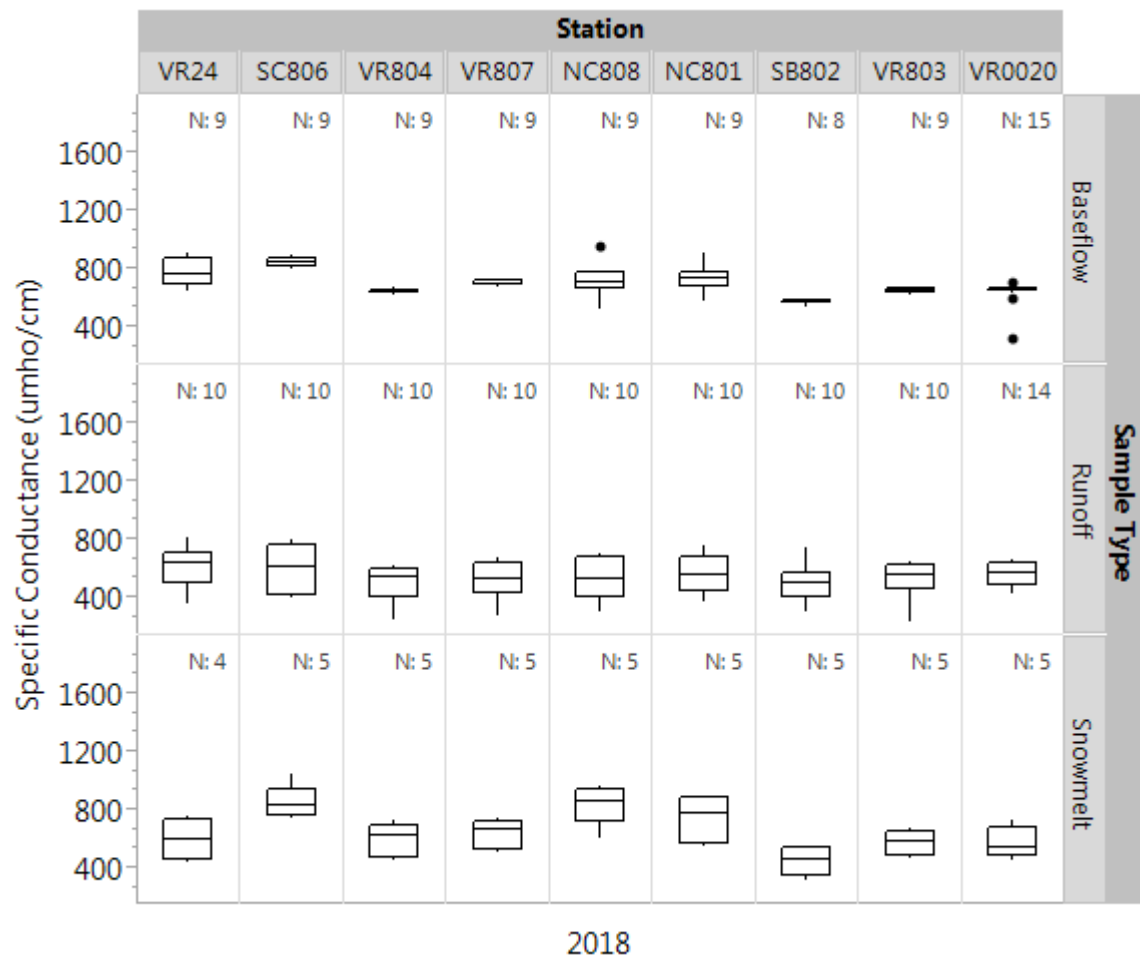 Station
VR24 SC806 VR804 VR807 NC808 NC801 SB802 VR803 VR0020
N: 9 N: 9 N: 9 N: 9 N: 9 N: 9 N: 8 N: 9 N: 15
1600
1200
800
400
Baseflow
N: 10 N: 10 N: 10 N: 10 N: 10 N: 10 N: 10 N: 10 N: 14
1600
1200
800
400
Runoff
N: 4 N: 5 N: 5 N: 5 N: 5 N: 5 N: 5 N: 5 N: 5
1600
1200
800
400
Snowmelt
Specific Conductance (umho/cm)
Sample Type
2018